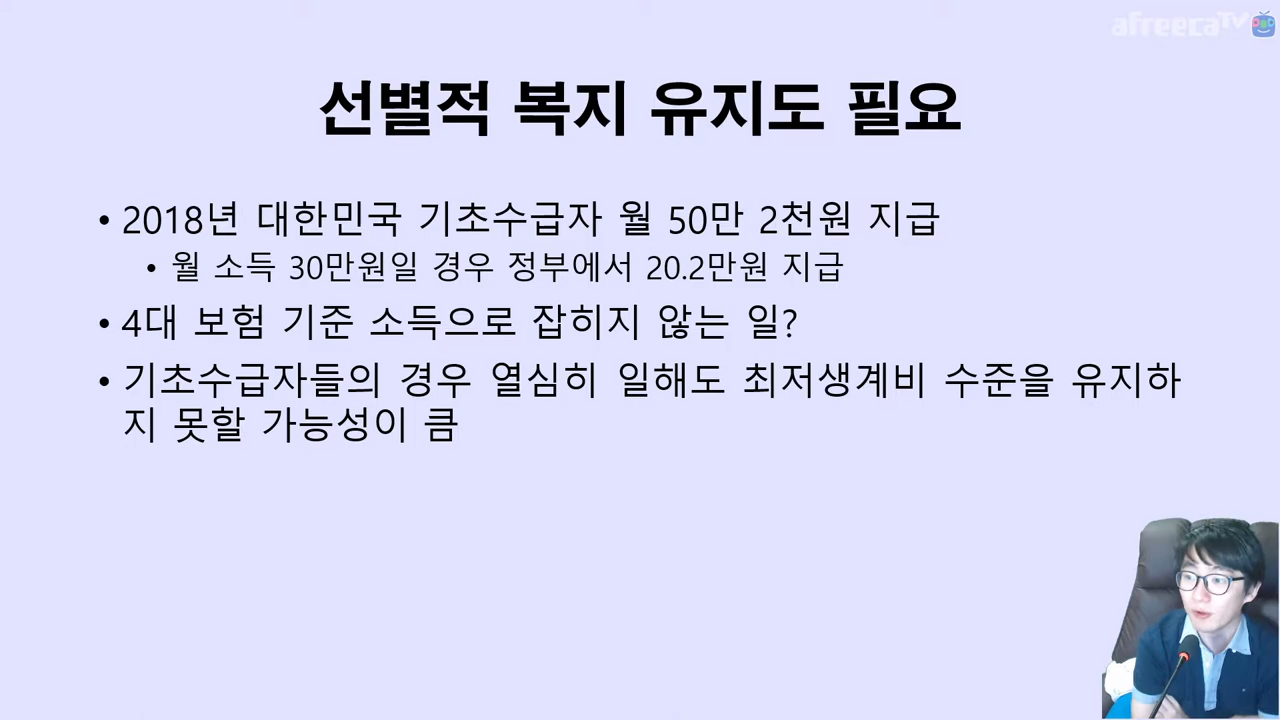 afreecaTV
선별적 복지 유지도 필요
• 2018년 대한민국 기초수급자 월 50만 2천원 지급
• 월 소득 30만원일 경우 정부에서 20.2만원 지급
• 4대 보험 기준 소득으로 잡히지 않는 일?
• 기초수급자들의 경우 열심히 일해도 최저생계비 수준을 유지하
지 못할 가능성이 큼